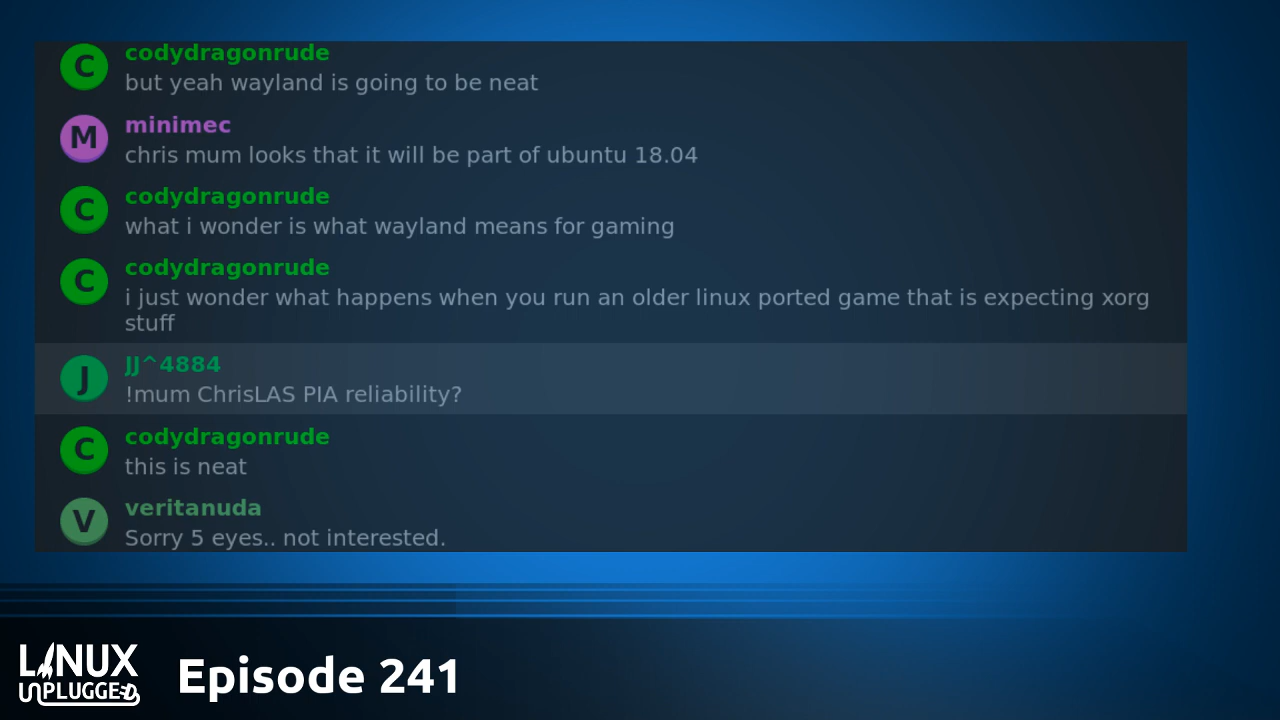 C
codydragonrude
but yeah wayland is going to be neat
M
minimec
chris mum looks that it will be part of ubuntu 18.04
C
codydragonrude
what i wonder is what wayland means for gaming
C
codydragonrude
i just wonder what happens when you run an older linux ported game that is expecting xorg
stuff
J
JJ^4884
!mum ChrisLAS PIA reliability?
C
codydragonrude
this is neat
V
veritanuda
Sorry 5 eyes.. not interested.
LINUX
UNPLUGGED
Episode 241